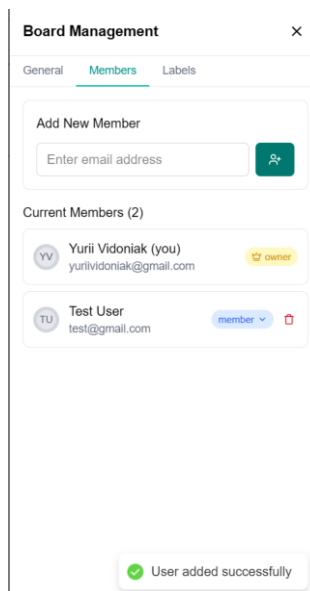 Board Management
General Members Labels
Add New Member
Enter email address
Current Members (2)
YV
Yurii Vidoniak (you)
yuriividoniak@gmail.com
owner
TU
Test User
test@gmail.com
member
User added successfully